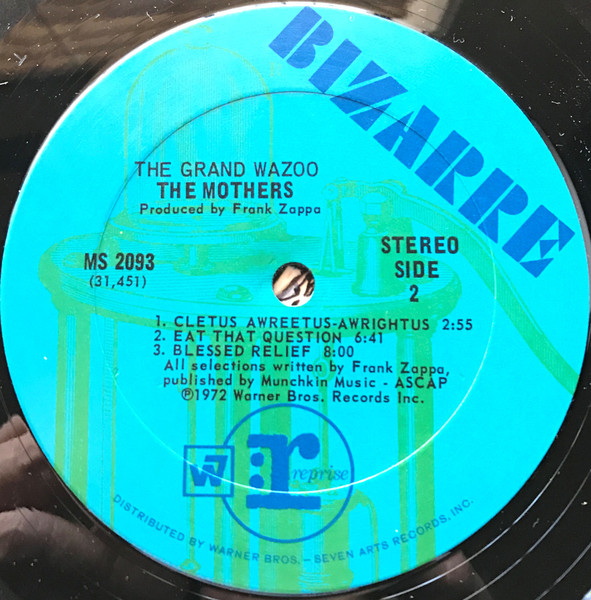 BIZARRE
THE GRAND WAZOO
THE MOTHERS
Produced by Frank Zappa
MS 2093
(31,451)
STEREO
SIDE
2
1. CLETUS AWREETUS-AWRIGHTUS 2:55
2. EAT THAT QUESTION 6:41
3. BLESSED RELIEF 8:00
All selections written by Frank Zappa,
published by Munchkin Music - ASCAP
℗1972 Warner Bros. Records Inc.
W7
:r
reprise
DISTRIBUTED BY WARNER BROS.—SEVEN ARTS RECORDS, INC.